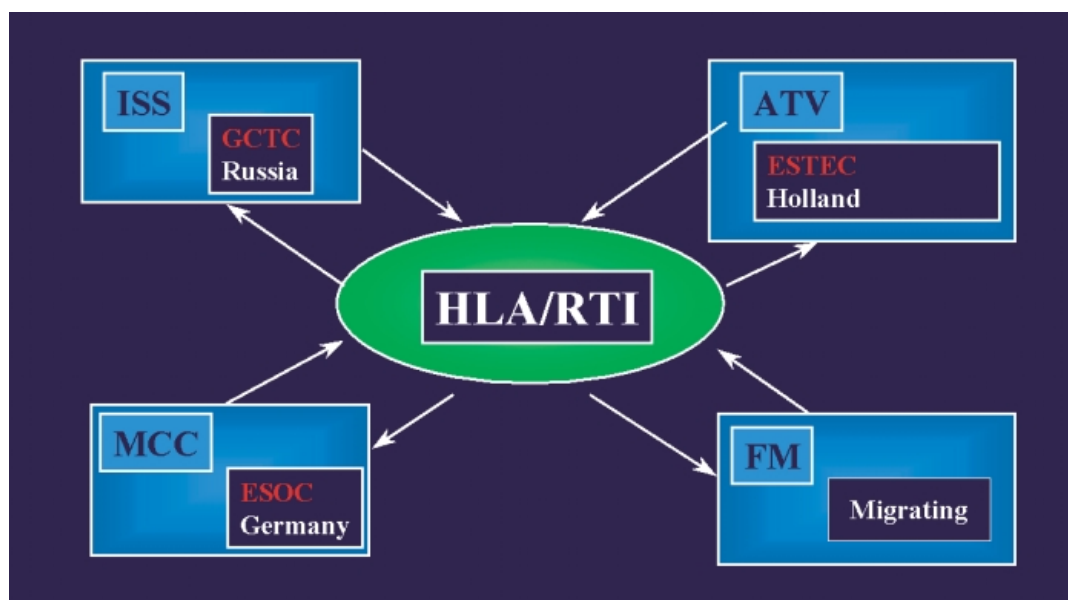 ISS
GCTC
Russia
ATV
ESTEC
Holland
HLA/RTI
MCC
ESOC
Germany
FM
Migrating